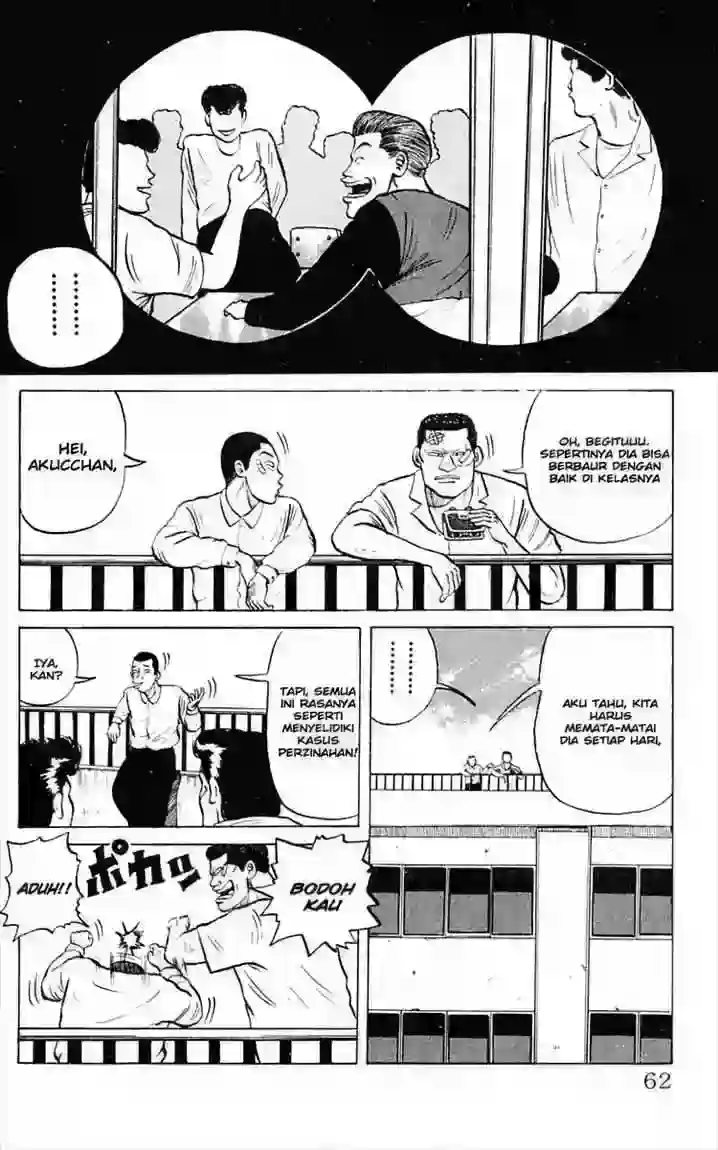 OH, BEGITUUU.
SEPERTINYA DIA BISA
BERBAUR DENGAN
BAIK DI KELASNYA
HEI,
AKUCCHAN,
AKU TAHU, KITA
HARUS
MEMATA-MATAI
DIA SETIAP HARI,
TAPI, SEMUA
INI RASANYA
SEPERTI
MENYELIDIKI
KASUS
PERZINAHAN!
IYA,
KAN?
BODOH
KAU
ポカッ
ADUH!!
62